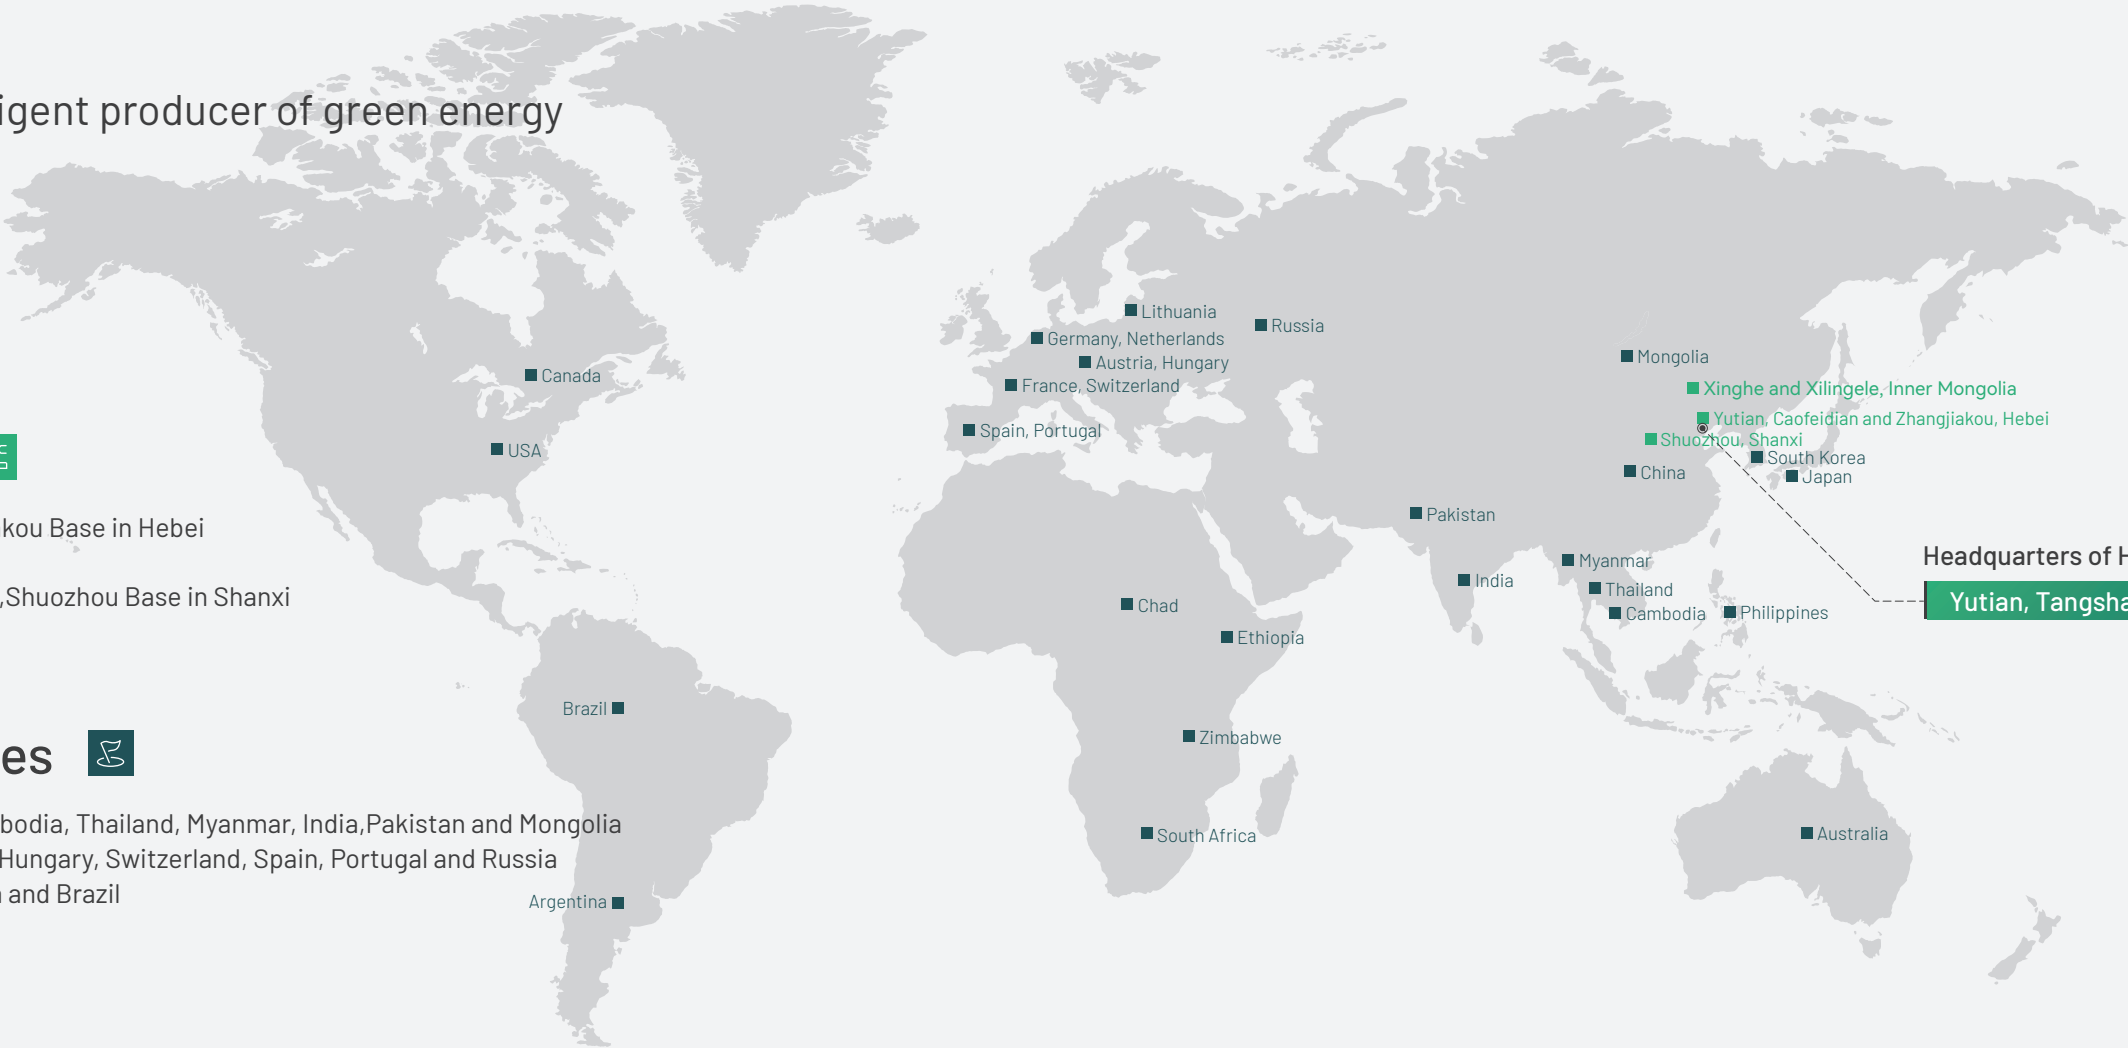 igent producer of green energy
Lithuania
Russia
Germany, Netherlands
Austria, Hungary
France, Switzerland
Spain, Portugal
Canada
USA
Mongolia
Xinghe and Xilingele, Inner Mongolia
Yutian, Caofeidian and Zhangjiakou, Hebei
Shuozhou, Shanxi
South Korea
China
Japan
Pakistan
kou Base in Hebei
Myanmar
India
Thailand
Cambodia
Philippines
Headquarters of H
Yutian, Tangsha
,Shuozhou Base in Shanxi
Chad
Ethiopia
Brazil
Zimbabwe
es
bodia, Thailand, Myanmar, India,Pakistan and Mongolia
Hungary, Switzerland, Spain, Portugal and Russia
and Brazil
South Africa
Australia
Argentina